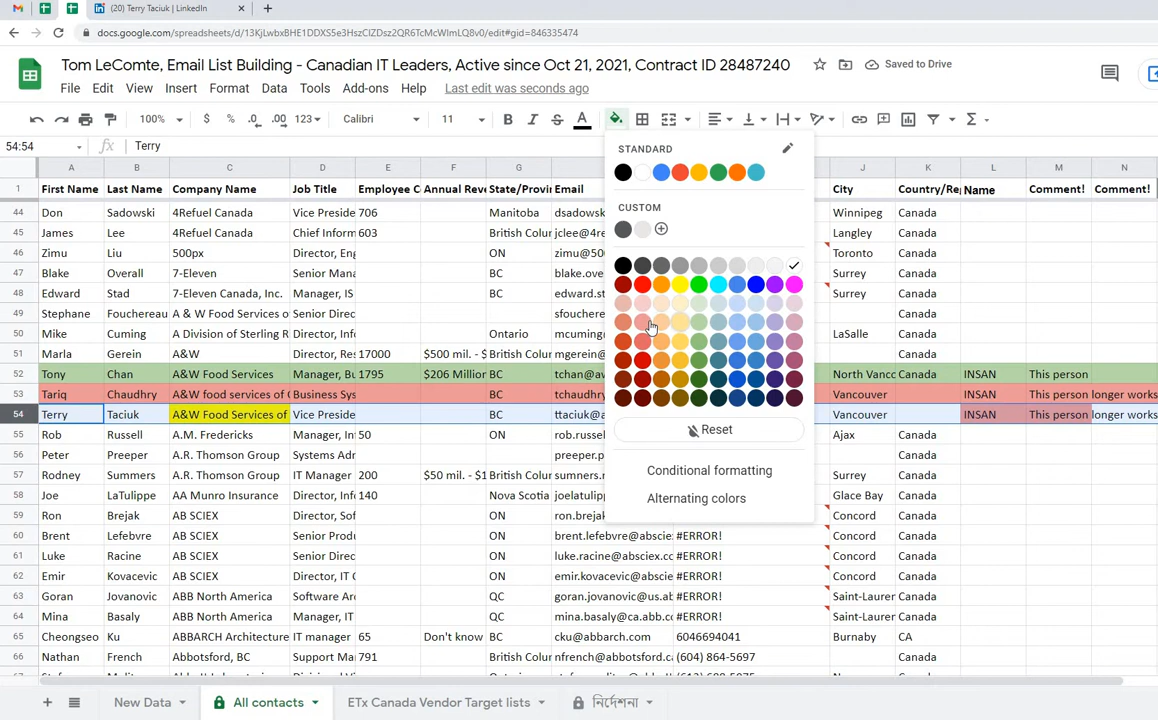 (20) Terry Taciuk | LinkedIn
docs.google.com/spreadsheets/d/13KjLwbxBHE1DDXS5e3HszCIZDsz2QR6TcMcWlmLQ8v0/edit#gid=846335474
Tom LeComte, Email List Building - Canadian IT Leaders, Active since Oct 21, 2021, Contract ID 28487240 Saved to Drive
File Edit View Insert Format Data Tools Add-ons Help Last edit was seconds ago
100% $ % .0 .00 123 Calibri 11 B I S A
54:54 fx Terry
STANDARD
CUSTOM
Reset
Conditional formatting
Alternating colors
A B C D E F G J K L M N
1 First Name Last Name Company Name Job Title Employee C Annual Reve State/Provin Email City Country/Re Name Comment! Comment!
44 Don Sadowski 4Refuel Canada Vice Preside 706 Manitoba dsadows Winnipeg Canada
45 James Lee 4Refuel Canada Chief Inform 603 British Colur jclee@4re Langley Canada
46 Zimu Liu 500px Director, Eng ON zimu@50 Toronto Canada
47 Blake Overall 7-Eleven Senior Mana BC blake.ove Surrey Canada
48 Edward Stad 7-Eleven Canada, Inc. Manager, IS BC edward.st Surrey Canada
49 Stephane Fouchereau A & W Food Services of Senior Direc sfouchere Canada
50 Mike Cuming A Division of Sterling R Director, IT Ontario mcuming LaSalle Canada
51 Marla Gerein A&W Director, Res 17000 $500 mil. - $ British Colur mgerein@ Canada
52 Tony Chan A&W Food Services Manager, Bu 1795 $206 Million BC tchan@av North Vanco Canada INSAN This person
53 Tariq Chaudhry A&W food services of C Business Sys BC tchaudhry Vancouver Canada INSAN This person longer works
54 Terry Taciuk A&W Food Services of Vice Preside BC ttaciuk@a Vancouver Canada INSAN This person longer works
55 Rob Russell A.M. Fredericks Manager, In 50 ON rob.russel Ajax Canada
56 Peter Preeper A.R. Thomson Group Systems Adr preeper.p Canada
57 Rodney Summers A.R. Thomson Group IT Manager 200 $50 mil. - $1 British Colur sumners.r Surrey Canada
58 Joe LaTulippe AA Munro Insurance Director, Inf 140 Nova Scotia joelatulipp Glace Bay Canada
59 Ron Brejak AB SCIEX Director, Sof ON ron.brejak Concord Canada
60 Brent Lefebvre AB SCIEX Senior Produ ON brent.lefebvre@absciex.c #ERROR! Concord Canada
61 Luke Racine AB SCIEX Senior Direc ON luke.racine@absciex.cc #ERROR! Concord Canada
62 Emir Kovacevic AB SCIEX Director, IT C ON emir.kovacevic@abscie #ERROR! Concord Canada
63 Goran Jovanovic ABB North America Software Arc QC goran.jovanovic@us.ab #ERROR! Saint-Lauren Canada
64 Mina Basaly ABB North America Manager, IT QC mina.basaly@ca.abb.cc #ERROR! Saint-Lauren Canada
65 Cheongseo Ku ABBARCH Architecture IT manager 65 Don't know BC cku@abbarch.com 6046694041 Burnaby CA
66 Nathan French Abbotsford, BC Support Ma 791 British Colur nfrench@abbotsford.ca (604) 864-5697 Canada
New Data All contacts ETx Canada Vendor Target lists নির্দেশনা